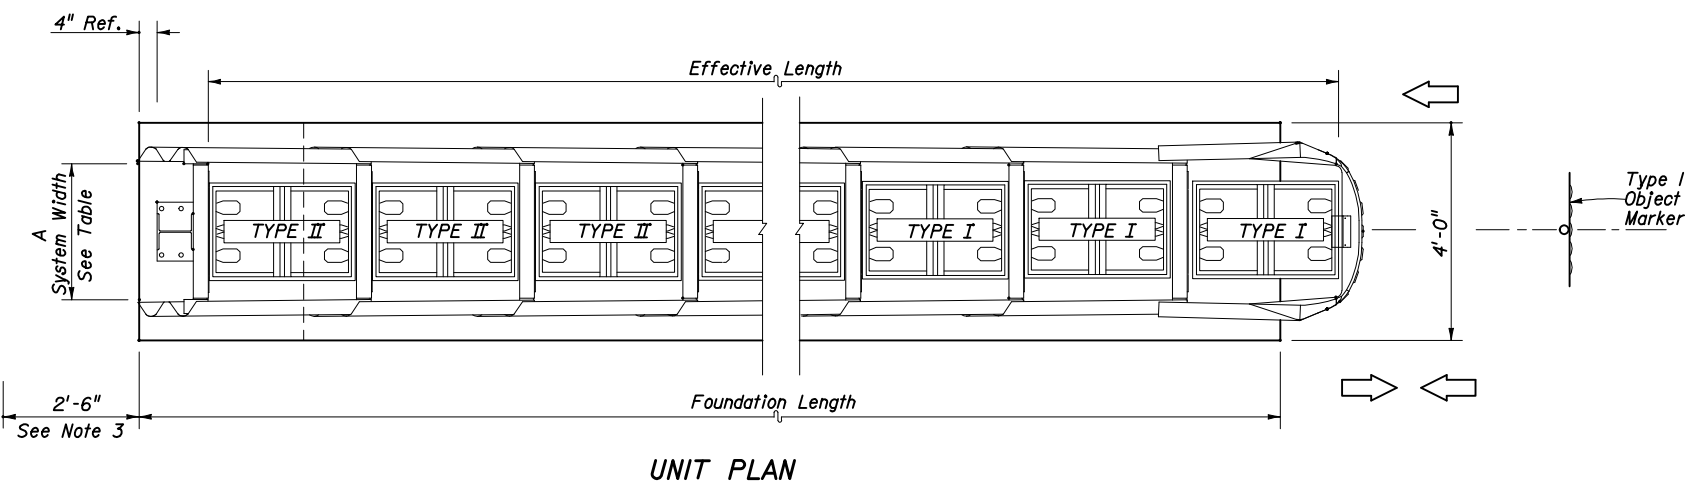 4" Ref.
Effective Length
A
System Width
See Table
TYPE II
TYPE II
TYPE II
TYPE I
TYPE I
TYPE I
4'-0"
Type I
Object
Marker
2'-6"
See Note 3
Foundation Length
UNIT PLAN